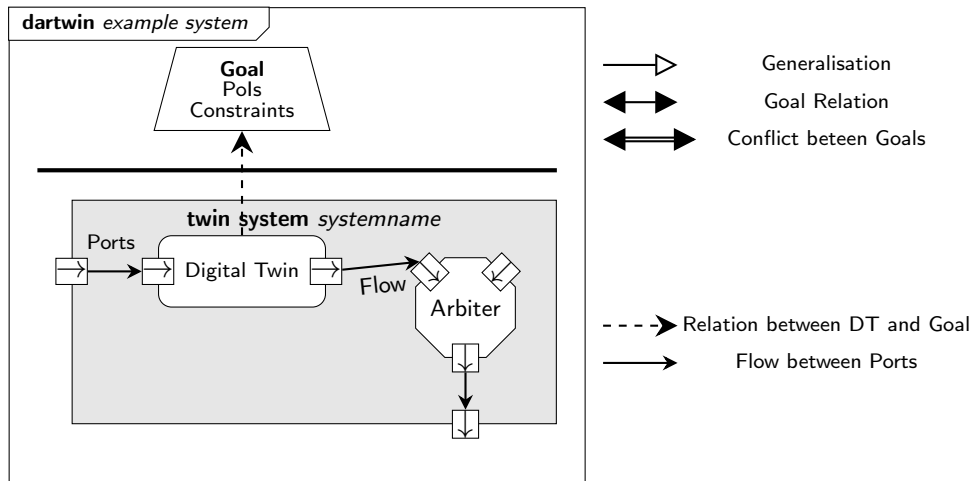 dartwin example system
Goal
PoIs
Constraints
twin system systemname
Ports
Digital Twin
Flow
Arbiter
Generalisation
Goal Relation
Conflict beteen Goals
Relation between DT and Goal
Flow between Ports